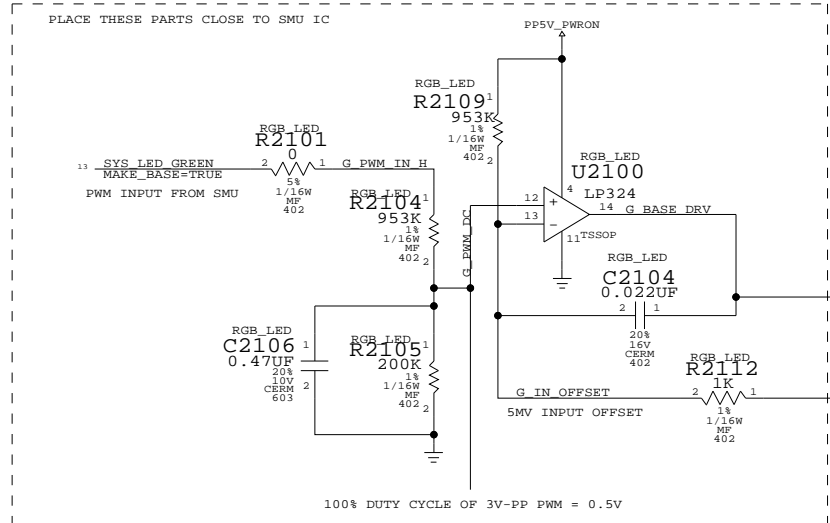 PLACE THESE PARTS CLOSE TO SMU IC
PP5V_PWRON
RGB_LED
R2109
1
953K
1%
1/16W
MF
402
2
RGB_LED
R2101
0
2
1
5%
1/16W
MF
402
13
SYS_LED_GREEN
MAKE_BASE=TRUE
PWM INPUT FROM SMU
G_PWM_IN_H
RGB_LED
R2104
1
953K
1%
1/16W
MF
402
2
G_PWM_DC
RGB_LED
U2100
4
LP324
12
+
13
−
14
G_BASE_DRV
11
TSSOP
RGB_LED
C2104
0.022UF
2
1
20%
16V
CERM
402
RGB_LED
C2106
1
0.47UF
20%
10V
CERM
603
2
RGB_LED
R2105
1
200K
1%
1/16W
MF
402
2
RGB_LED
R2112
1K
2
1
1%
1/16W
MF
402
G_IN_OFFSET
5MV INPUT OFFSET
100% DUTY CYCLE OF 3V-PP PWM = 0.5V